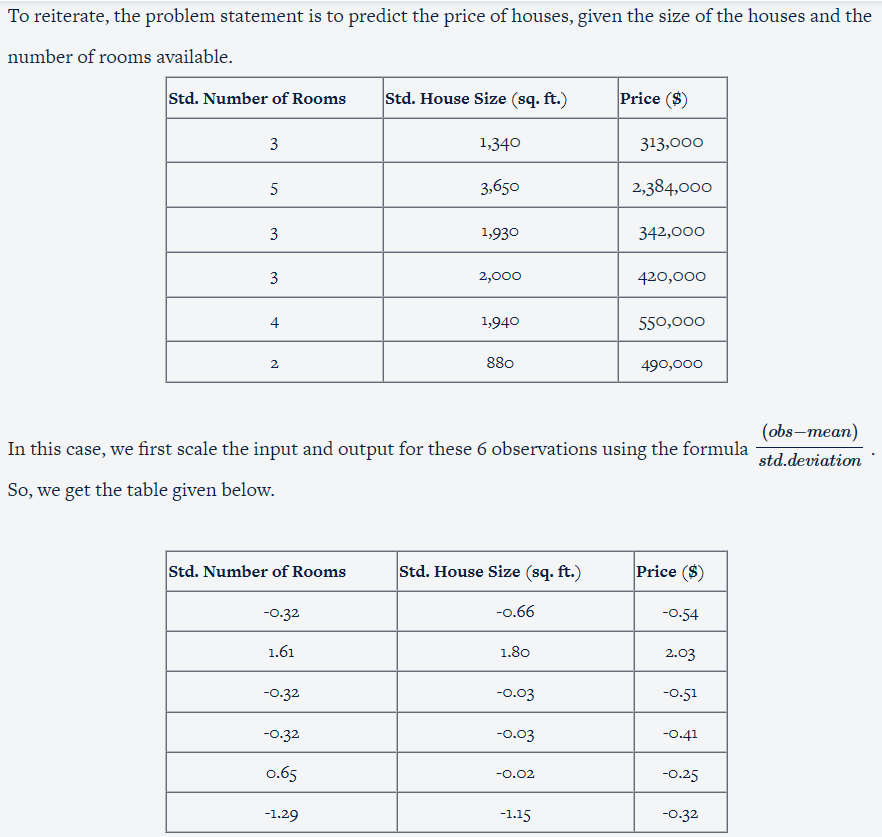 To reiterate, the problem statement is to predict the price of houses, given the size of the houses and the
number of rooms available.
Std. Number of Rooms Std. House Size (sq. ft.) Price ($)
3 1,340 313,000
5 3,650 2,384,000
3 1,930 342,000
3 2,000 420,000
4 1,940 550,000
2 880 490,000
In this case, we first scale the input and output for these 6 observations using the formula (obs−mean) / std.deviation .
So, we get the table given below.
Std. Number of Rooms Std. House Size (sq. ft.) Price ($)
-0.32 -0.66 -0.54
1.61 1.80 2.03
-0.32 -0.03 -0.51
-0.32 -0.03 -0.41
0.65 -0.02 -0.25
-1.29 -1.15 -0.32